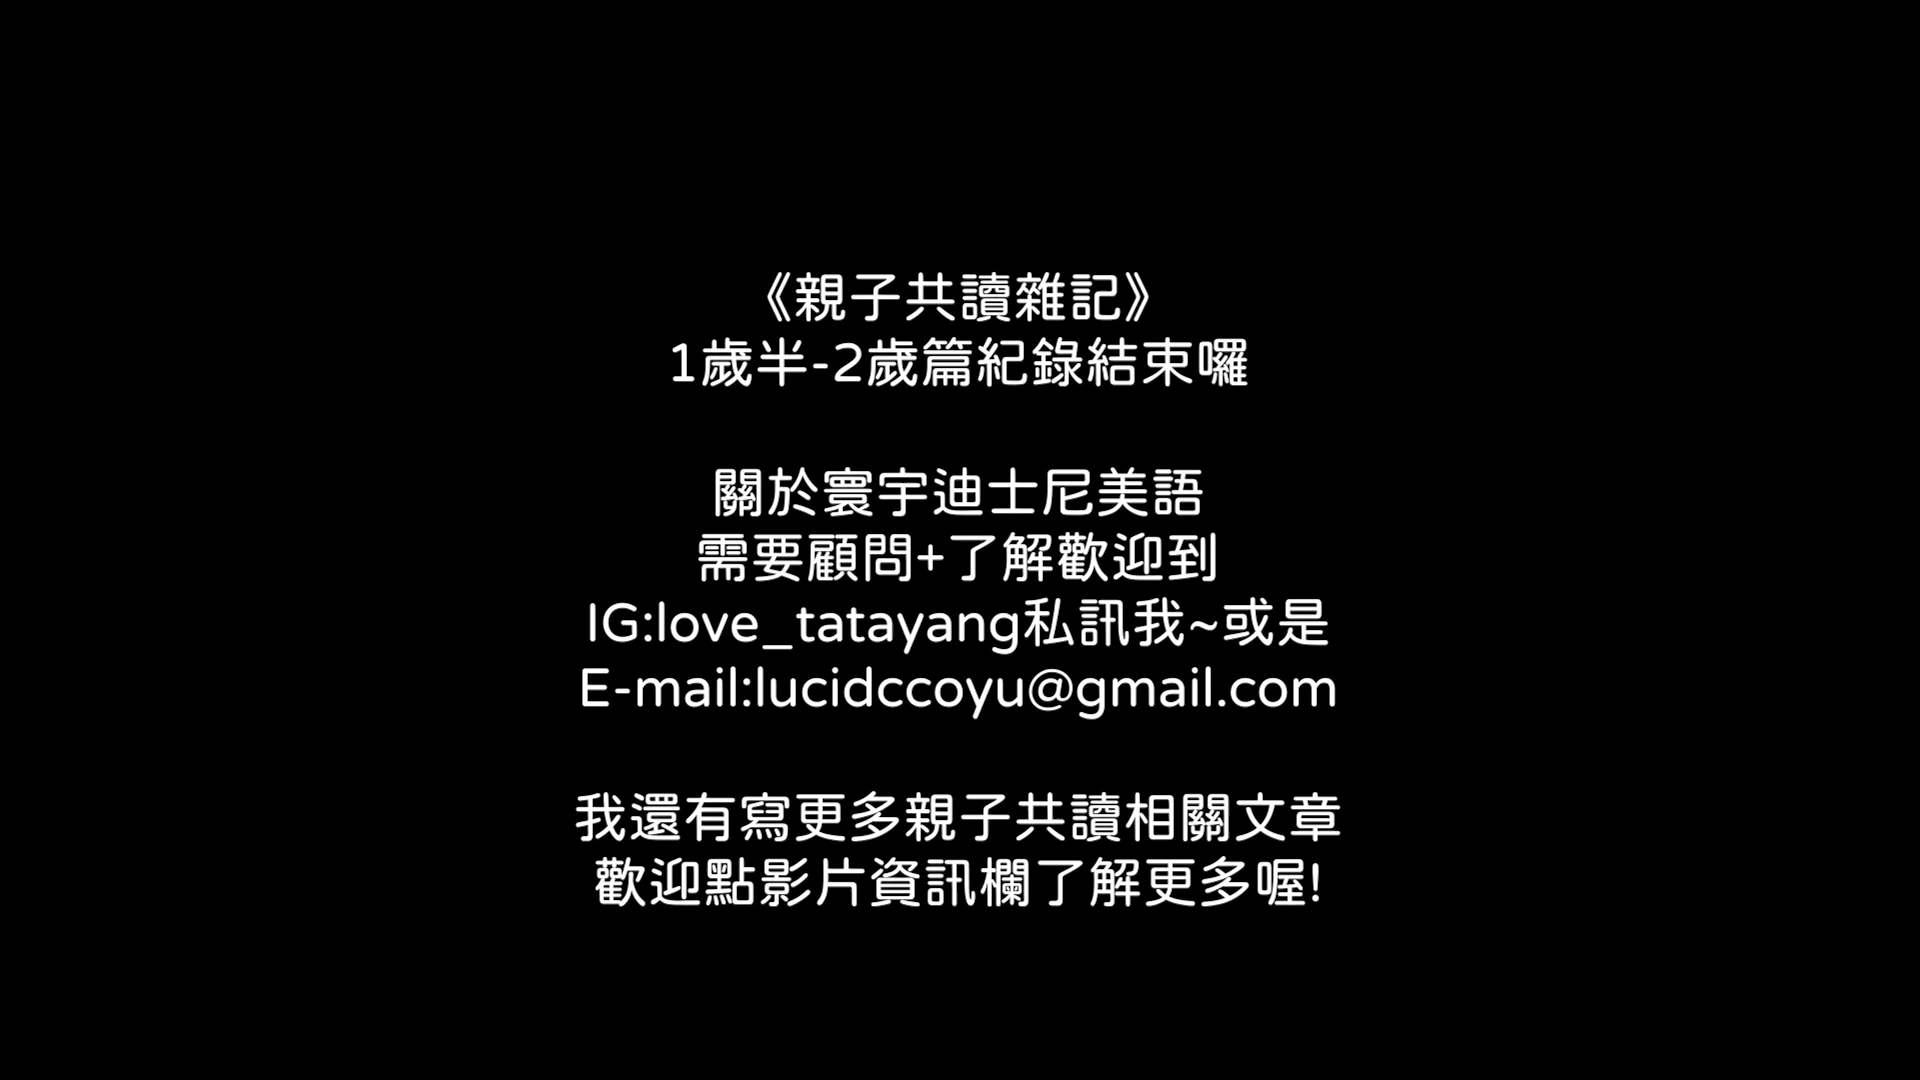 《親子共讀雜記》
1歲半-2歲篇紀錄結束囉
關於寰宇迪士尼美語
需要顧問+了解歡迎到
IG:love_tatayang私訊我~或是
E-mail:lucidccoyu@gmail.com
我還有寫更多親子共讀相關文章
歡迎點影片資訊欄了解更多喔!